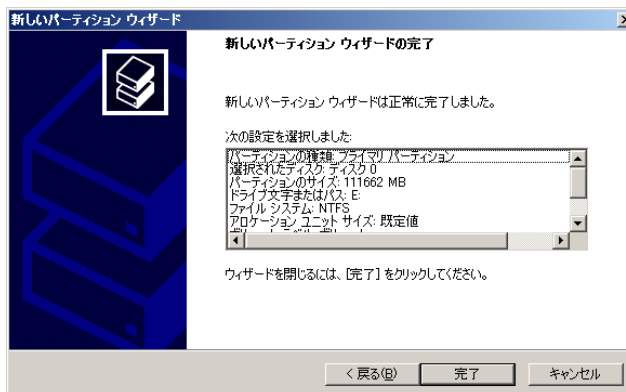 新しいパーティション ウィザード
新しいパーティション ウィザードの完了
新しいパーティション ウィザードは正常に完了しました。
次の設定を選択しました:
パーティションの種類: プライマリ パーティション
選択されたディスク: ディスク 0
パーティションのサイズ: 111662 MB
ドライブ文字またはパス: E:
ファイル システム: NTFS
アロケーション ユニット サイズ: 既定値
ウィザードを閉じるには、[完了] をクリックしてください。
< 戻る(B)
完了
キャンセル